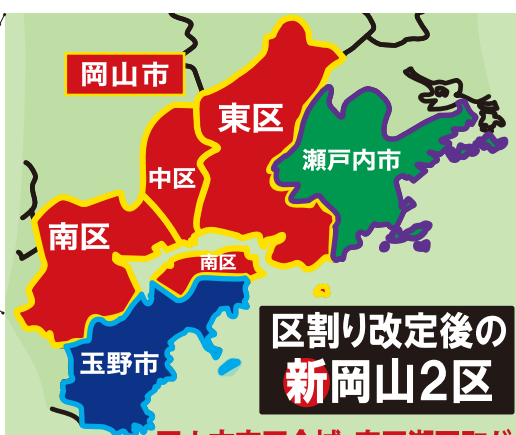 岡山市
東区
中区
瀬戸内市
南区
南区
玉野市
区割り改定後の
新岡山2区